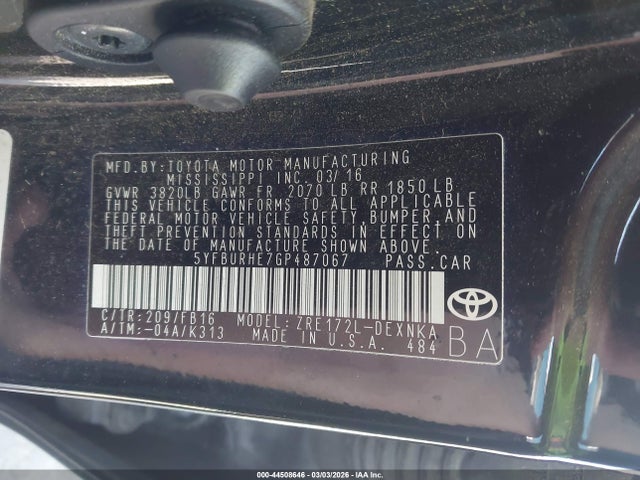 MFD.BY:TOYOTA MOTOR MANUFACTURING
MISSISSIPPI INC. 03/16
GVWR 3820LB GAWR FR 2070 LB RR 1850 LB
THIS VEHICLE CONFORMS TO ALL APPLICABLE
FEDERAL MOTOR VEHICLE SAFETY, BUMPER, AND
THEFT PREVENTION STANDARDS IN EFFECT ON
THE DATE OF MANUFACTURE SHOWN ABOVE.
5YFBURHE7GP487067 PASS.CAR
C/TR:209/FB16 MODEL: ZRE172L-DEXNKA
A/TM:-04A/K313 MADE IN U.S.A. 484
BA
000-44508646 - 03/03/2026 - IAA, Inc.